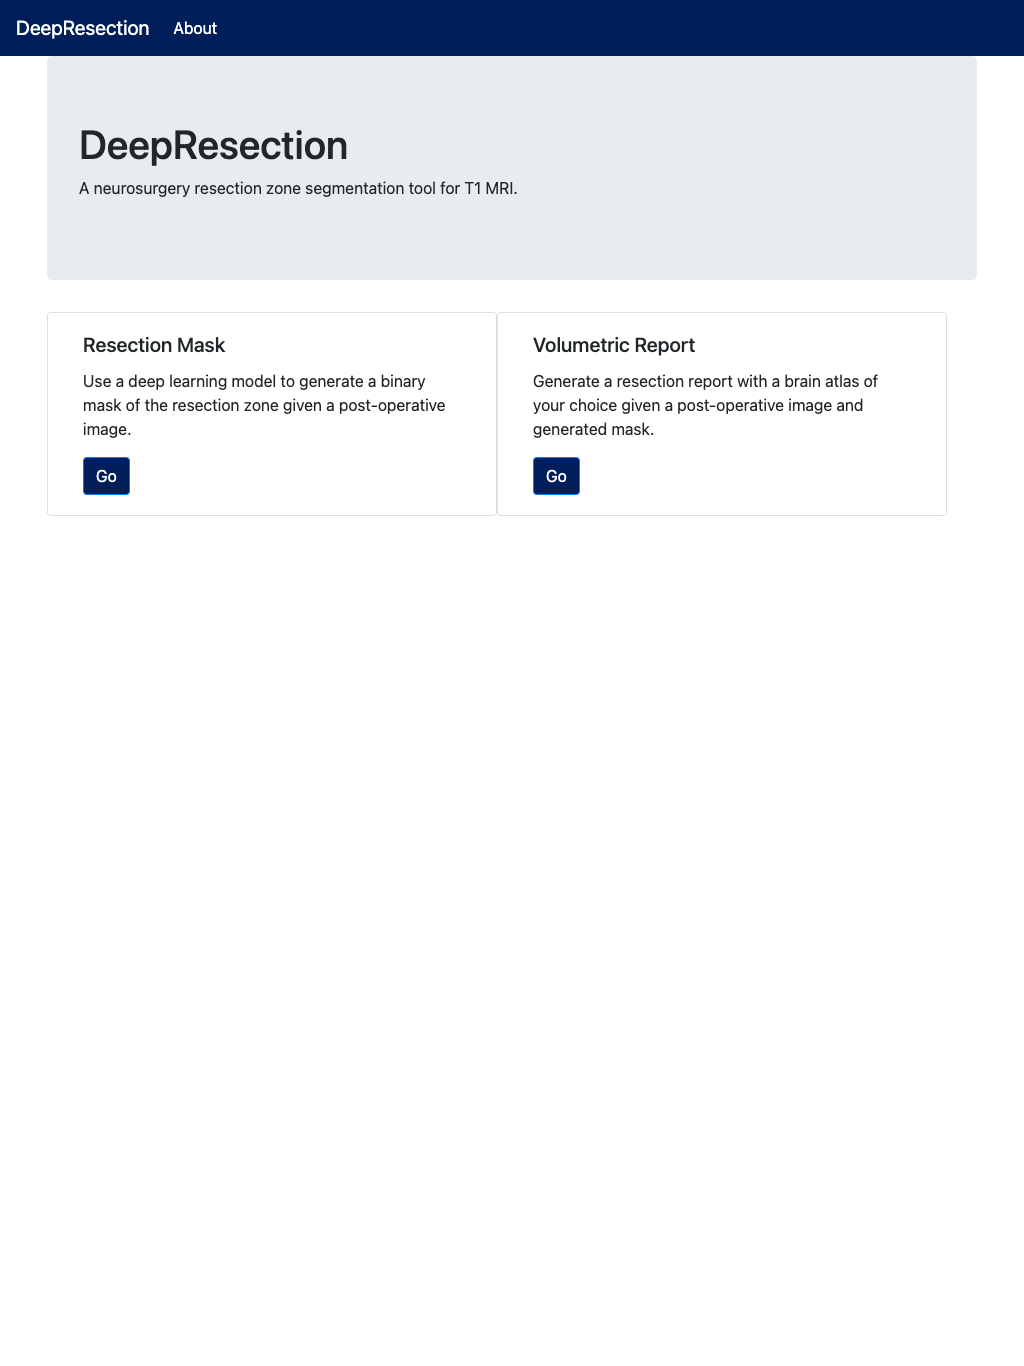 DeepResection About
DeepResection
A neurosurgery resection zone segmentation tool for T1 MRI.
Resection Mask
Use a deep learning model to generate a binary
mask of the resection zone given a post-operative
image.
Go
Volumetric Report
Generate a resection report with a brain atlas of
your choice given a post-operative image and
generated mask.
Go